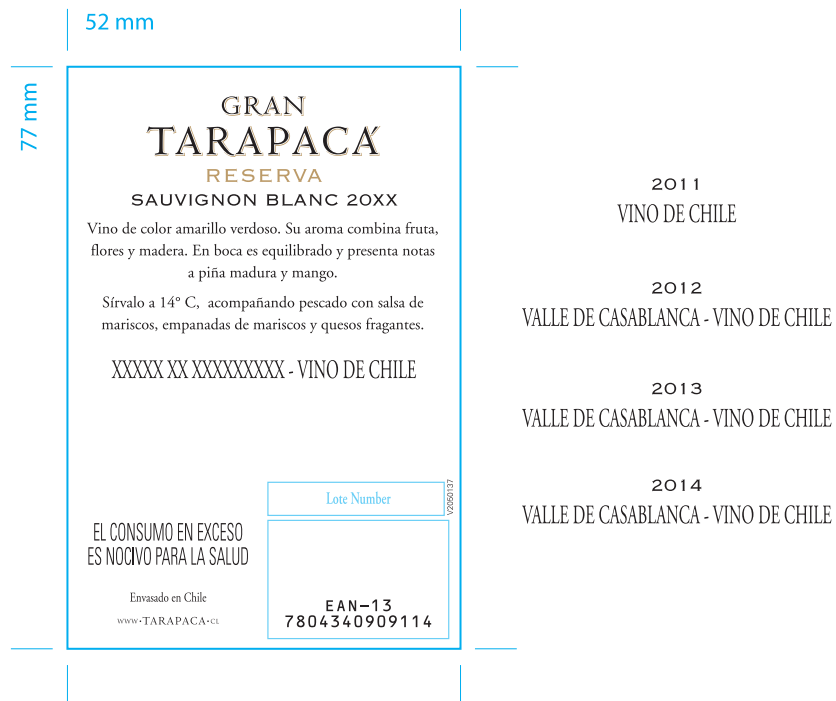 52 mm
77 mm
GRAN
TARAPACÁ
RESERVA
SAUVIGNON BLANC 20XX
Vino de color amarillo verdoso. Su aroma combina fruta,
flores y madera. En boca es equilibrado y presenta notas
a piña madura y mango.
Sírvalo a 14° C, acompañando pescado con salsa de
mariscos, empanadas de mariscos y quesos fragantes.
XXXXX XX XXXXXXXXX - VINO DE CHILE
Lote Number
V2050137
EL CONSUMO EN EXCESO
ES NOCIVO PARA LA SALUD
Envasado en Chile
WWW•TARAPACA•CL
EAN-13
7804340909114
2011
VINO DE CHILE
2012
VALLE DE CASABLANCA - VINO DE CHILE
2013
VALLE DE CASABLANCA - VINO DE CHILE
2014
VALLE DE CASABLANCA - VINO DE CHILE